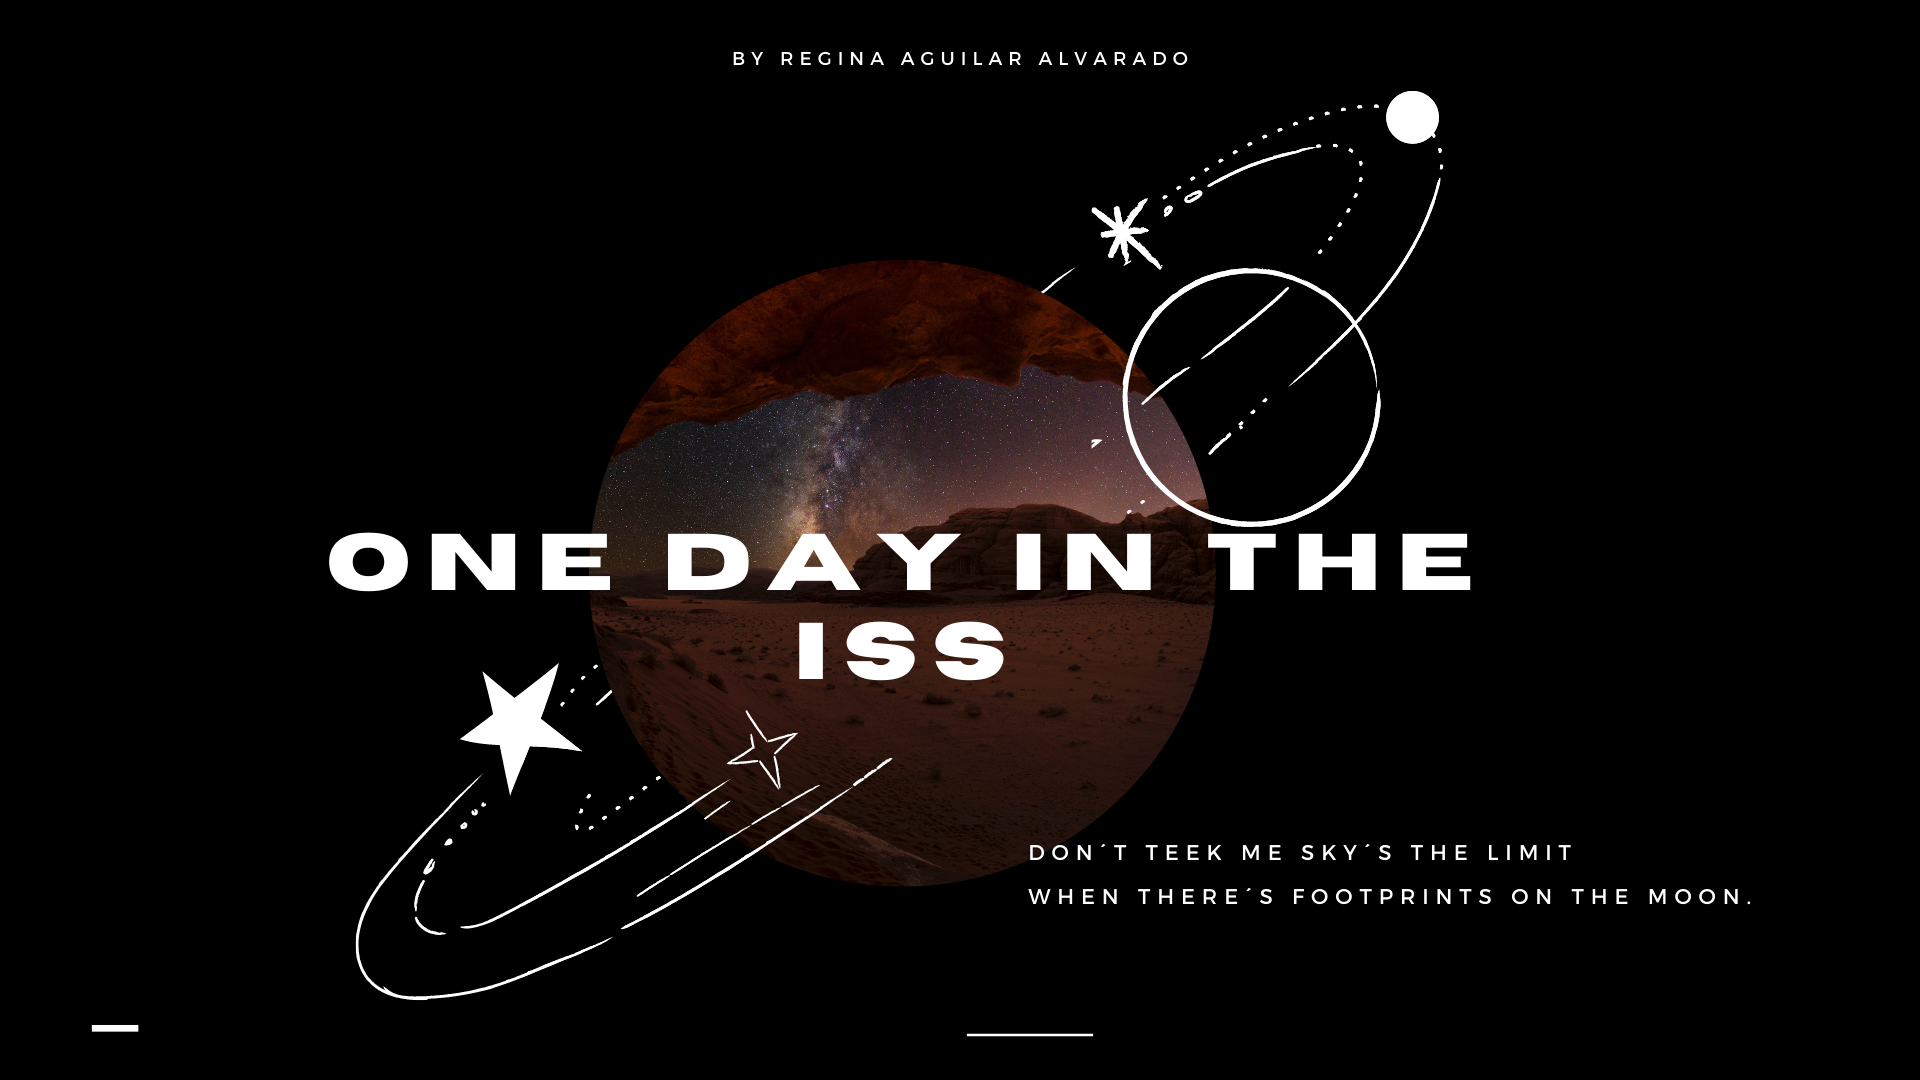 BY REGINA AGUILAR ALVARADO
ONE DAY IN THE
ISS
DON´T TEEK ME SKY´S THE LIMIT
WHEN THERE´S FOOTPRINTS ON THE MOON.